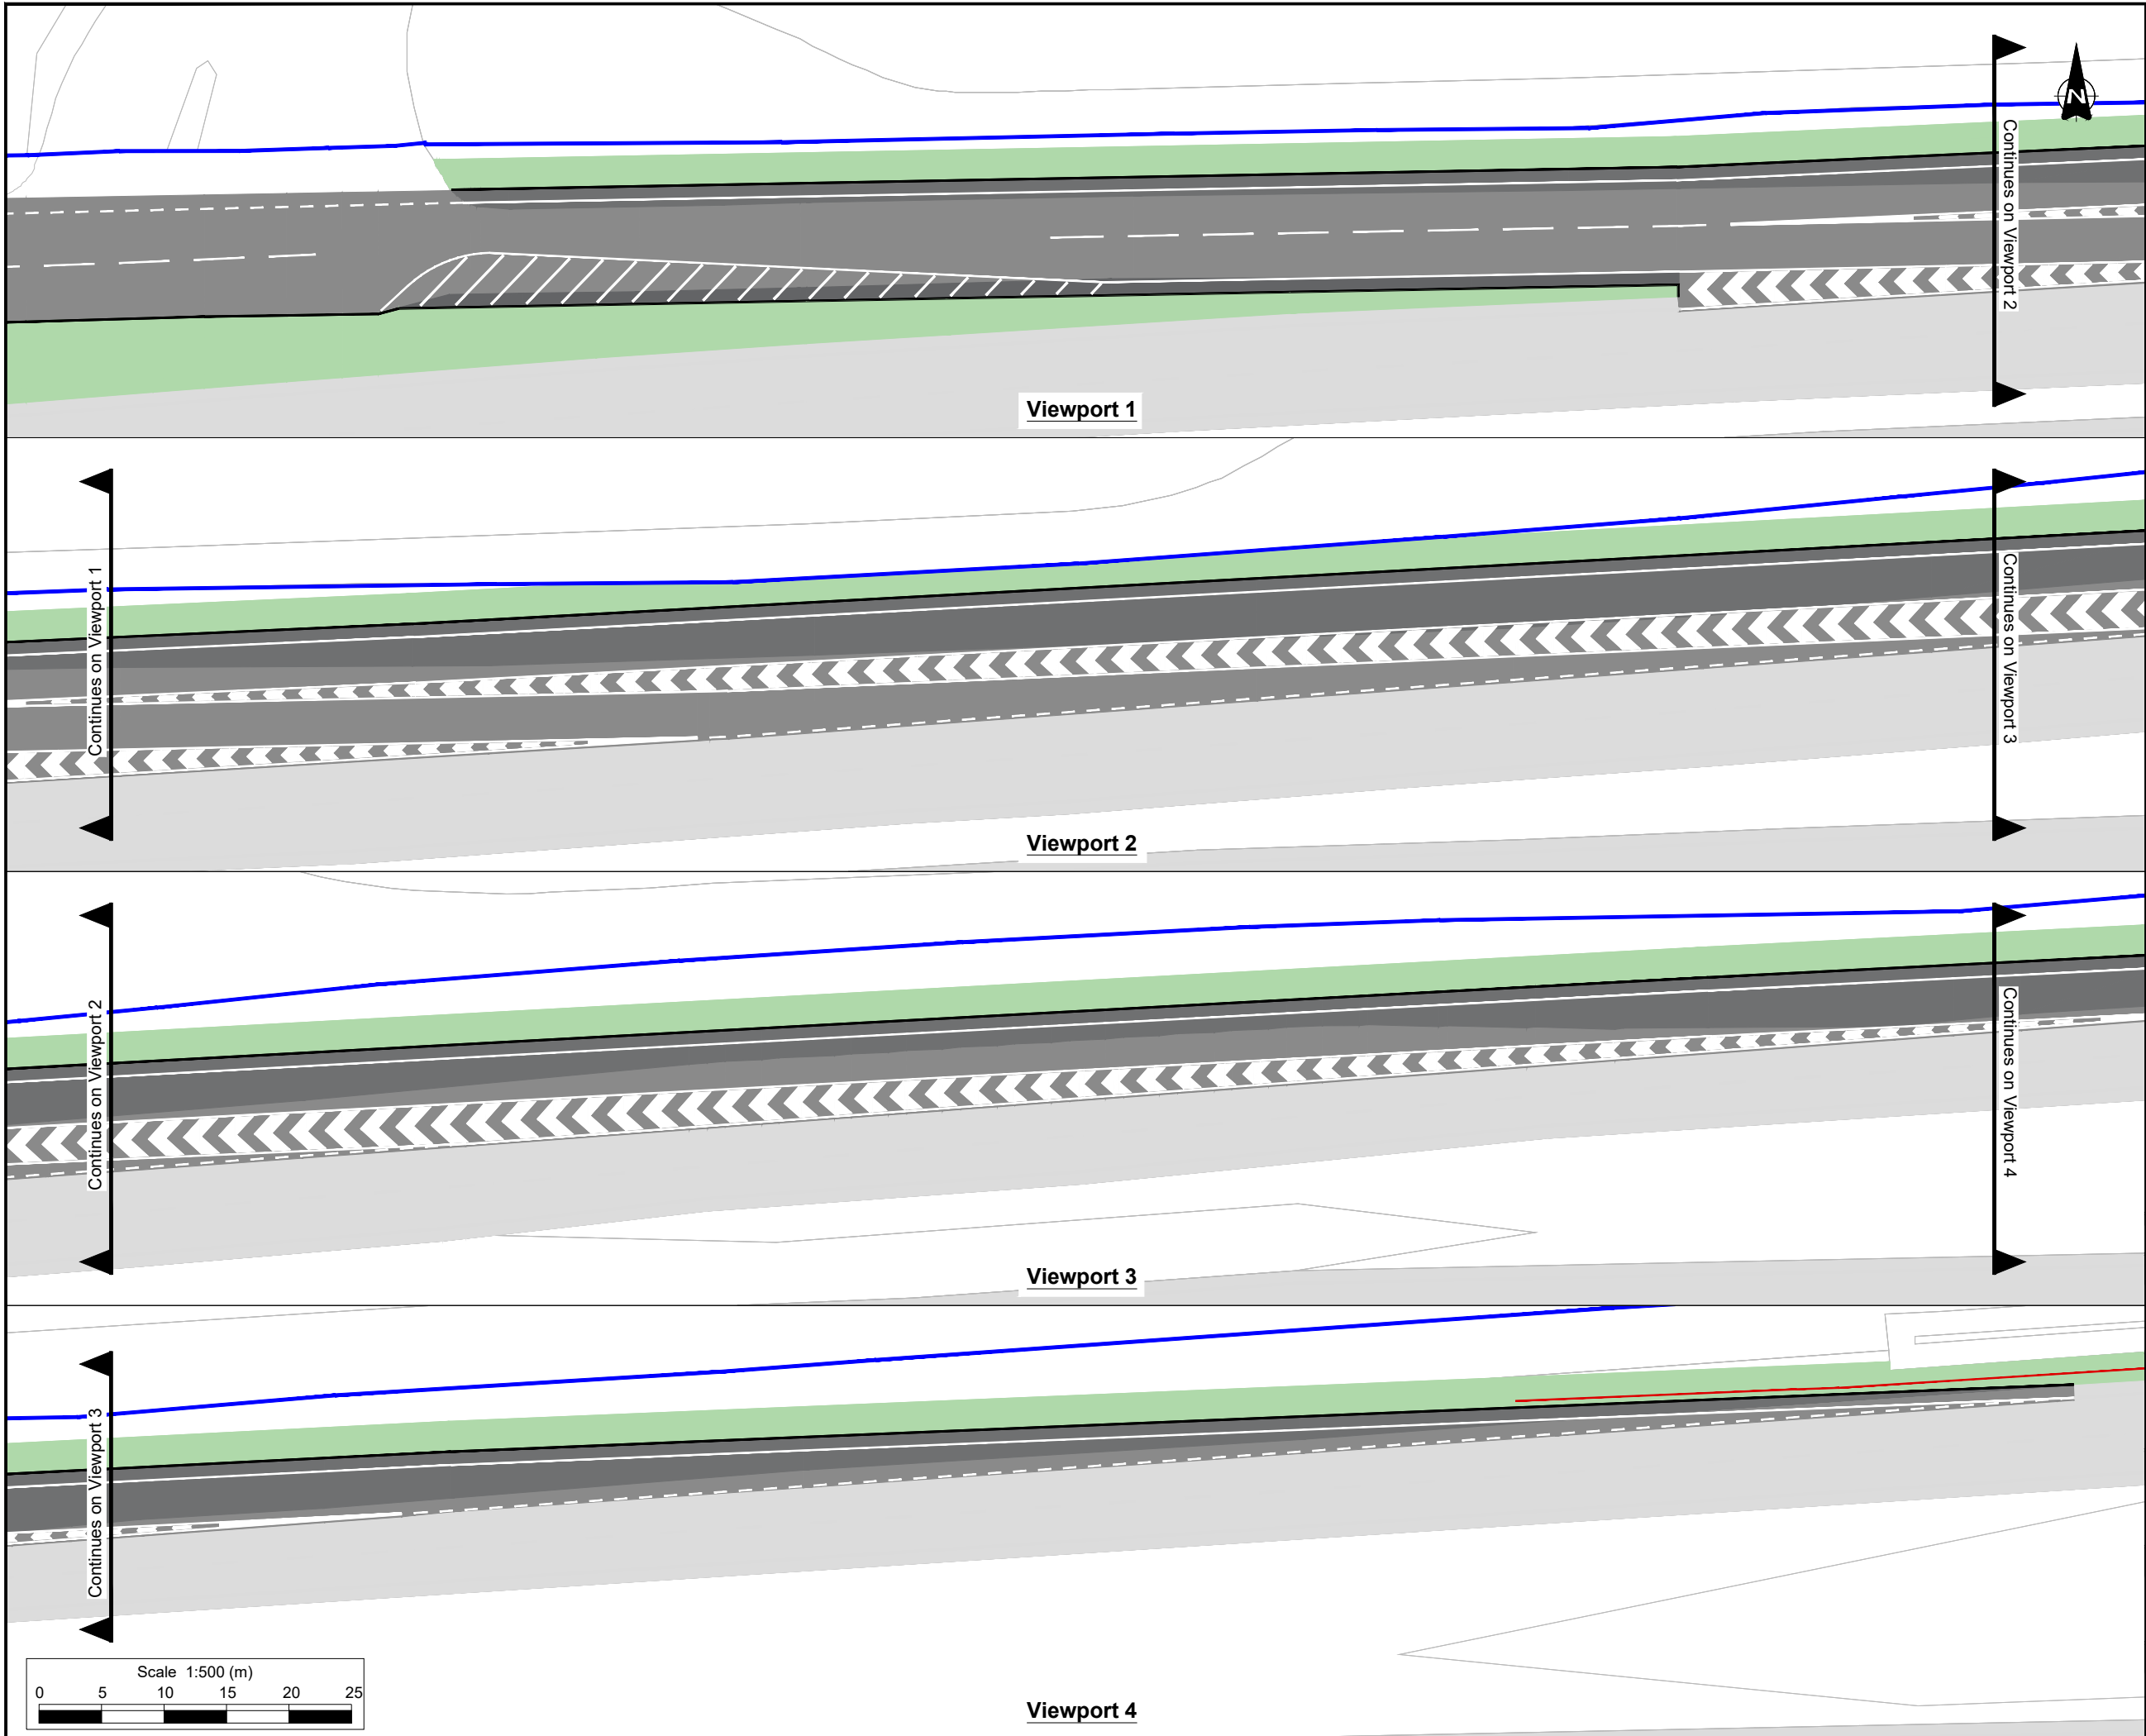 N
Continues on Viewport 2
Viewport 1
Continues on Viewport 1
Continues on Viewport 3
Viewport 2
Continues on Viewport 2
Continues on Viewport 4
Viewport 3
Continues on Viewport 3
Scale 1:500 (m)
0 5 10 15 20 25
Viewport 4